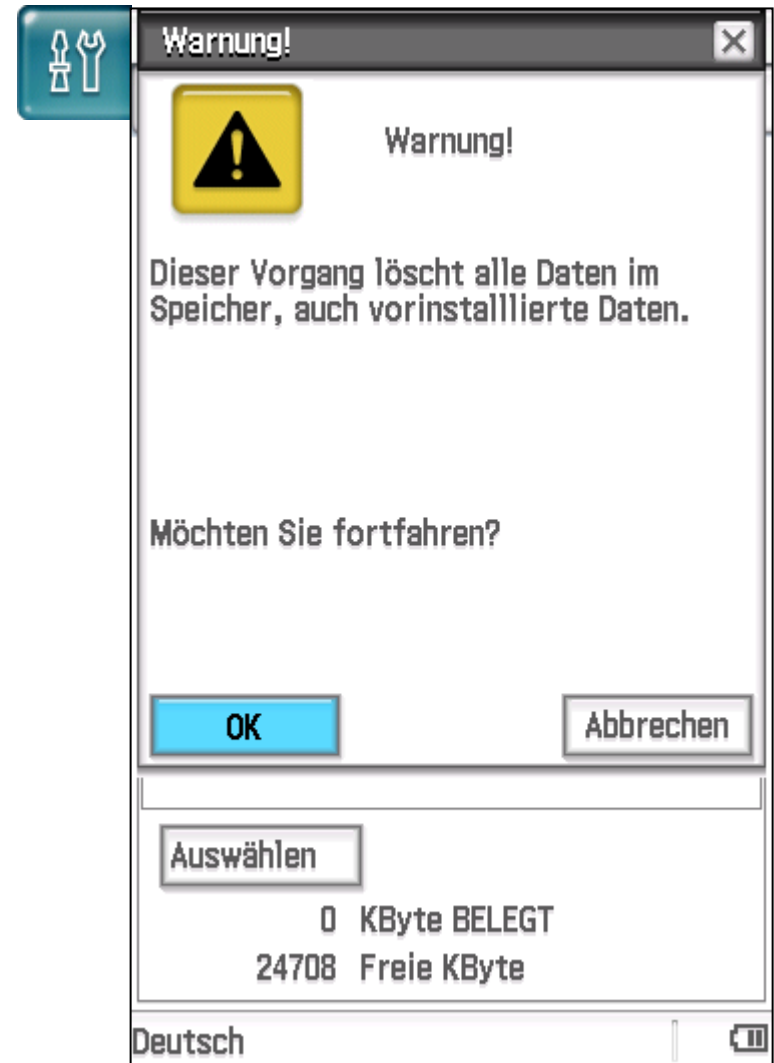 Warnung!
Warnung!
Dieser Vorgang löscht alle Daten im
Speicher, auch vorinstalllierte Daten.
Möchten Sie fortfahren?
OK Abbrechen
Auswählen
0 KByte BELEGT
24708 Freie KByte
Deutsch